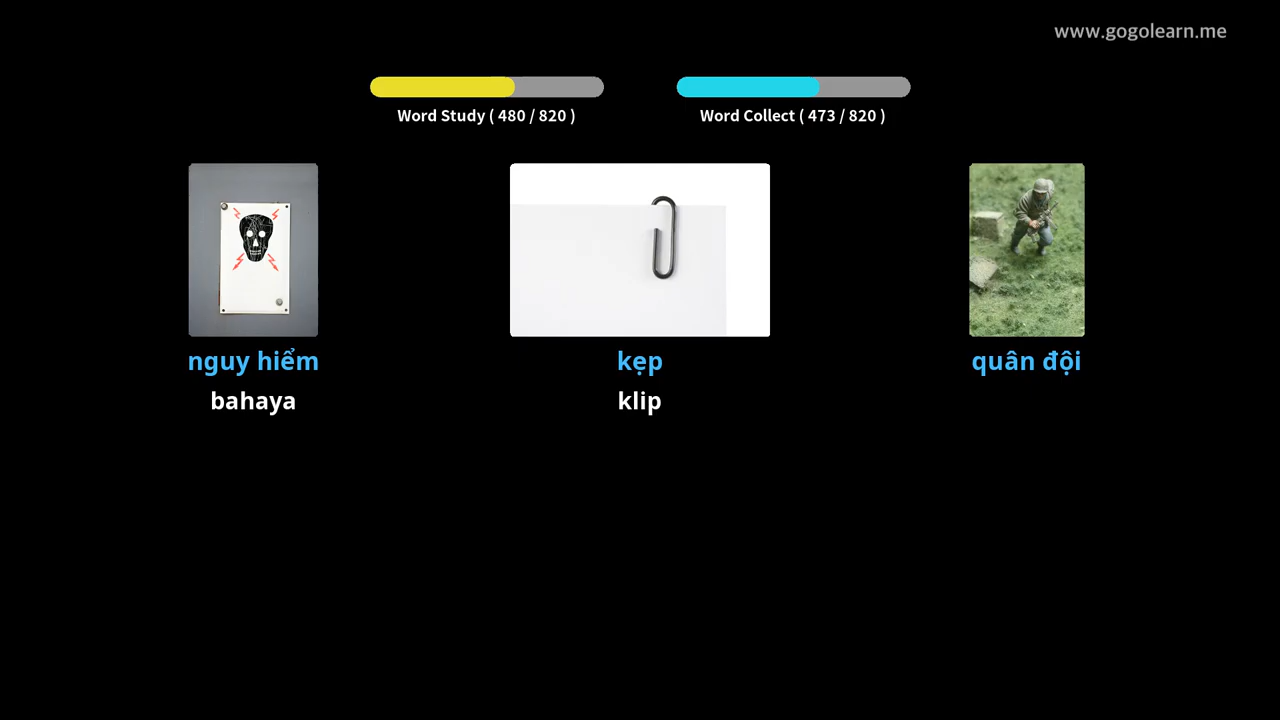 www.gogolearn.me
Word Study ( 480 / 820 )
Word Collect ( 473 / 820 )
nguy hiểm
kẹp
quân đội
bahaya
klip